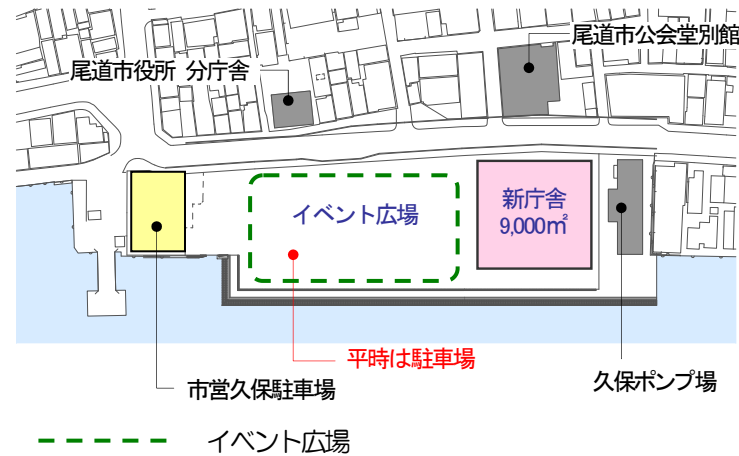 尾道市公会堂別館
尾道市役所 分庁舎
イベント広場
新庁舎
9,000㎡
平時は駐車場
市営久保駐車場
久保ポンプ場
イベント広場